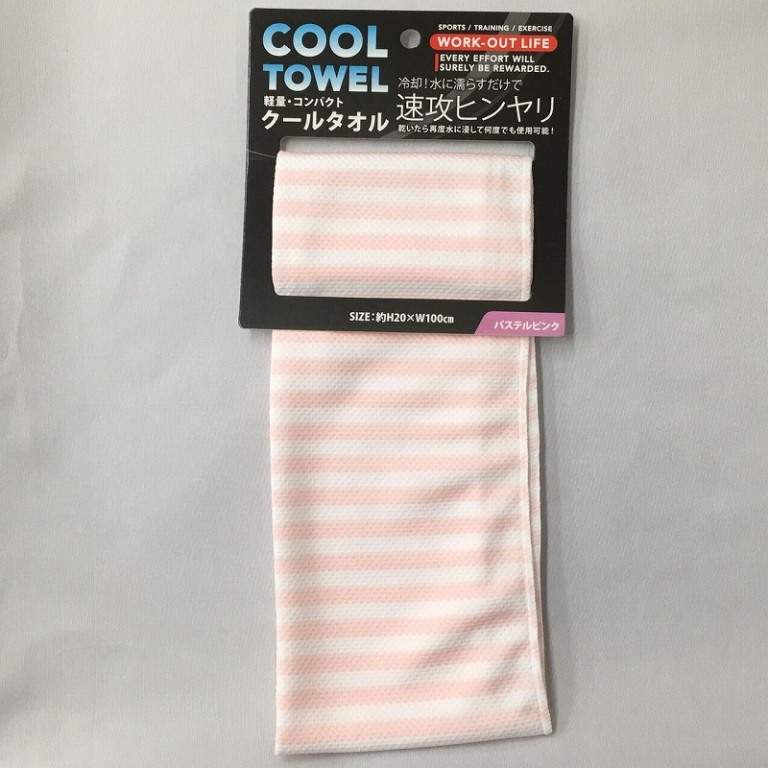 COOL
TOWEL
軽量・コンパクト
クールタオル
SPORTS / TRAINING / EXERCISE
WORK-OUT LIFE
EVERY EFFORT WILL
SURELY BE REWARDED.
冷却!水に濡らすだけで
速攻ヒンヤリ
乾いたら再度水に浸して何度でも使用可能!
SIZE:約H20×W100cm
パステルピンク